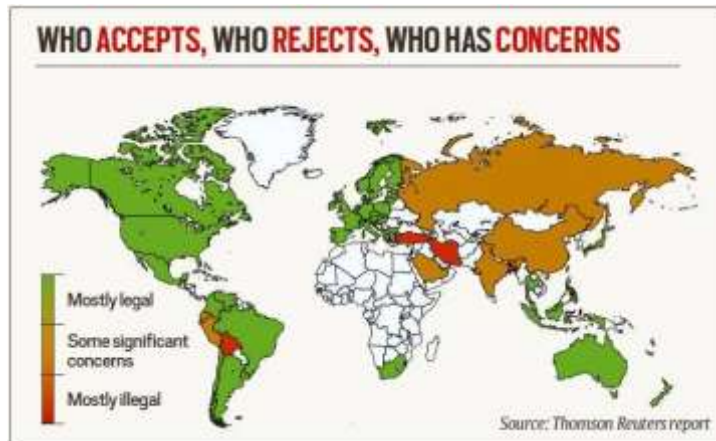 WHO ACCEPTS, WHO REJECTS, WHO HAS CONCERNS
Mostly legal
Some significant
concerns
Mostly illegal
Source: Thomson Reuters report